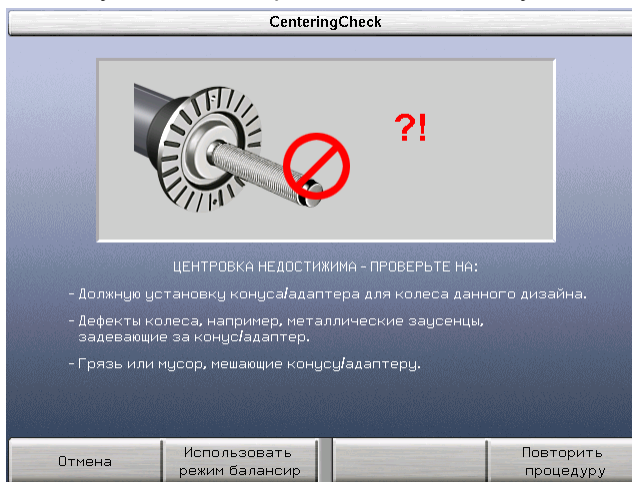 CenteringCheck
?!
ЦЕНТРОВКА НЕДОСТИЖИМА - ПРОВЕРЬТЕ НА:
- Должную установку конуса/адаптера для колеса данного дизайна.
- Дефекты колеса, например, металлические заусенцы,
задевающие за конус/адаптер.
- Грязь или мусор, мешающие конусу/адаптеру.
Отмена
Использовать
режим балансир
Повторить
процедуру